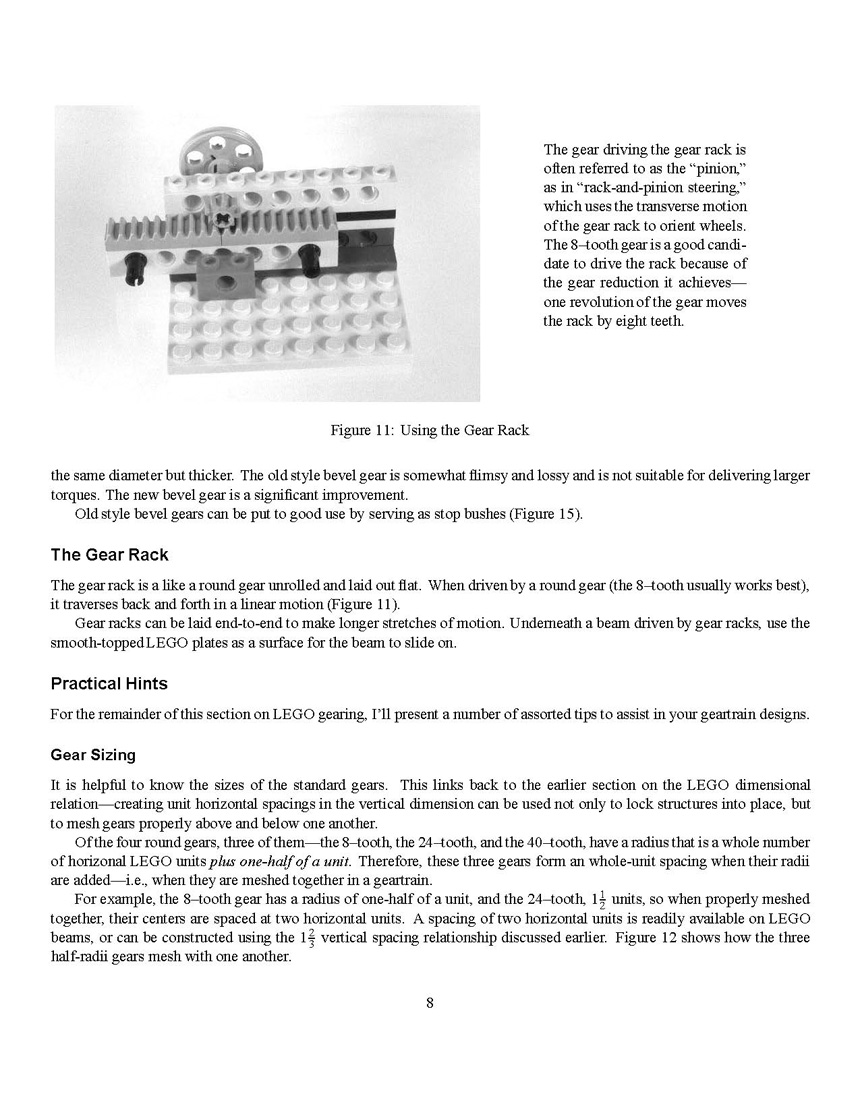 The gear driving the gear rack is
often referred to as the “pinion,”
as in “rack-and-pinion steering,”
which uses the transverse motion
of the gear rack to orient wheels.
The 8–tooth gear is a good candi-
date to drive the rack because of
the gear reduction it achieves—
one revolution of the gear moves
the rack by eight teeth.
Figure 11: Using the Gear Rack
the same diameter but thicker. The old style bevel gear is somewhat flimsy and lossy and is not suitable for delivering larger
torques. The new bevel gear is a significant improvement.
Old style bevel gears can be put to good use by serving as stop bushes (Figure 15).
The Gear Rack
The gear rack is a like a round gear unrolled and laid out flat. When driven by a round gear (the 8–tooth usually works best),
it traverses back and forth in a linear motion (Figure 11).
Gear racks can be laid end-to-end to make longer stretches of motion. Underneath a beam driven by gear racks, use the
smooth-topped LEGO plates as a surface for the beam to slide on.
Practical Hints
For the remainder of this section on LEGO gearing, I’ll present a number of assorted tips to assist in your geartrain designs.
Gear Sizing
It is helpful to know the sizes of the standard gears. This links back to the earlier section on the LEGO dimensional
relation—creating unit horizontal spacings in the vertical dimension can be used not only to lock structures into place, but
to mesh gears properly above and below one another.
Of the four round gears, three of them—the 8–tooth, the 24–tooth, and the 40–tooth, have a radius that is a whole number
of horizonal LEGO units plus one-half of a unit. Therefore, these three gears form an whole-unit spacing when their radii
are added—i.e., when they are meshed together in a geartrain.
For example, the 8–tooth gear has a radius of one-half of a unit, and the 24–tooth, 1½ units, so when properly meshed
together, their centers are spaced at two horizontal units. A spacing of two horizontal units is readily available on LEGO
beams, or can be constructed using the 1⅔ vertical spacing relationship discussed earlier. Figure 12 shows how the three
half-radii gears mesh with one another.
8